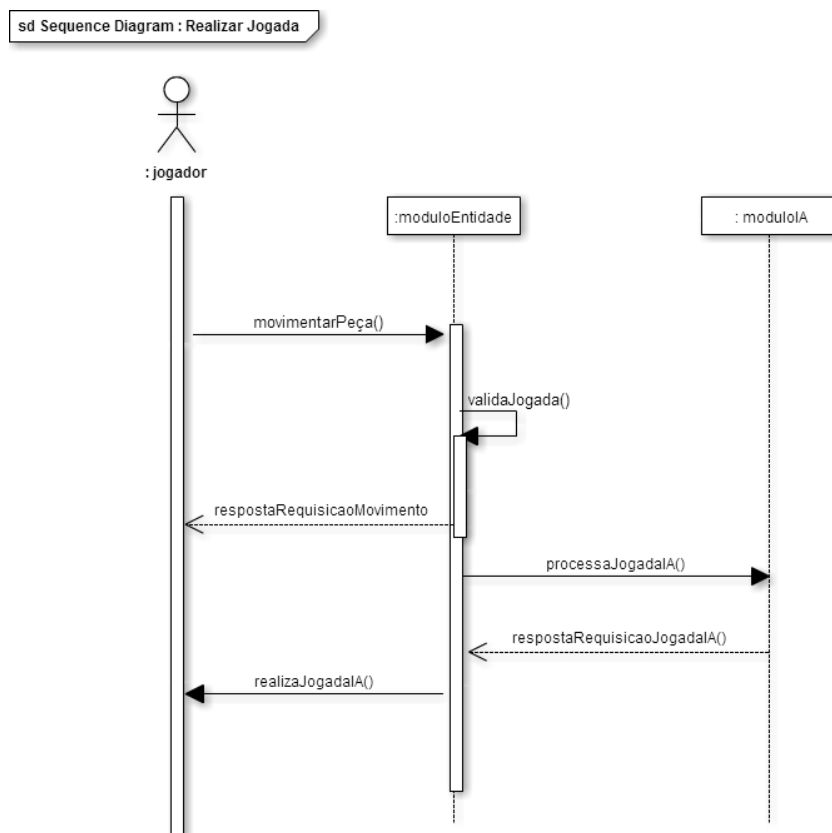 sd Sequence Diagram : Realizar Jogada
: jogador
:moduloEntidade
: moduloIA
movimentarPeça()
validaJogada()
respostaRequisicaoMovimento
processaJogadaIA()
respostaRequisicaoJogadaIA()
realizaJogadaIA()